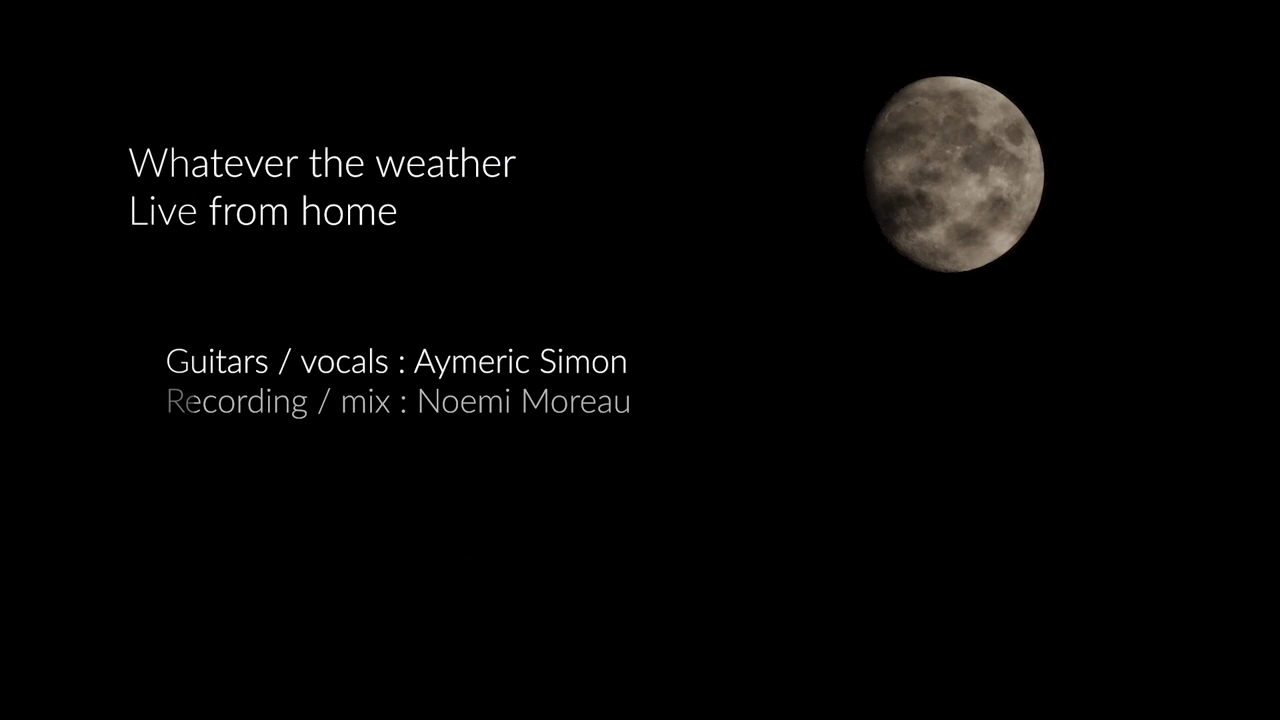 Whatever the weather
Live from home
Guitars / vocals : Aymeric Simon
Recording / mix : Noemi Moreau